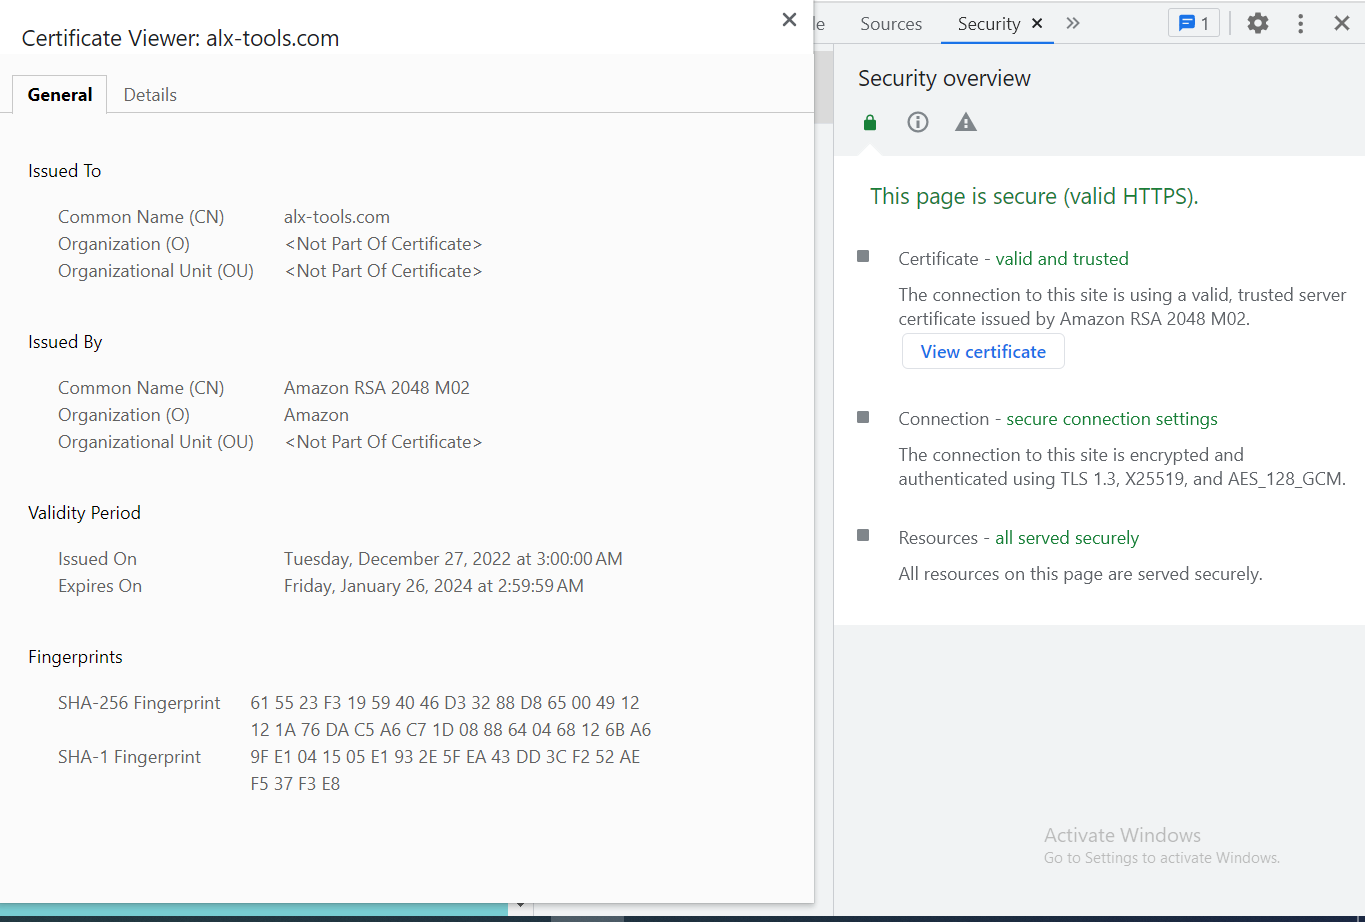 Certificate Viewer: alx-tools.com
General Details
Issued To
Common Name (CN) alx-tools.com
Organization (O) <Not Part Of Certificate>
Organizational Unit (OU) <Not Part Of Certificate>
Issued By
Common Name (CN) Amazon RSA 2048 M02
Organization (O) Amazon
Organizational Unit (OU) <Not Part Of Certificate>
Validity Period
Issued On Tuesday, December 27, 2022 at 3:00:00 AM
Expires On Friday, January 26, 2024 at 2:59:59 AM
Fingerprints
SHA-256 Fingerprint 61 55 23 F3 19 59 40 46 D3 32 88 D8 65 00 49 12
12 1A 76 DA C5 A6 C7 1D 08 88 64 04 68 12 6B A6
SHA-1 Fingerprint 9F E1 04 15 05 E1 93 2E 5F EA 43 DD 3C F2 52 AE
F5 37 F3 E8
Sources Security 1
Security overview
This page is secure (valid HTTPS).
Certificate - valid and trusted
The connection to this site is using a valid, trusted server
certificate issued by Amazon RSA 2048 M02.
View certificate
Connection - secure connection settings
The connection to this site is encrypted and
authenticated using TLS 1.3, X25519, and AES_128_GCM.
Resources - all served securely
All resources on this page are served securely.
Activate Windows
Go to Settings to activate Windows.